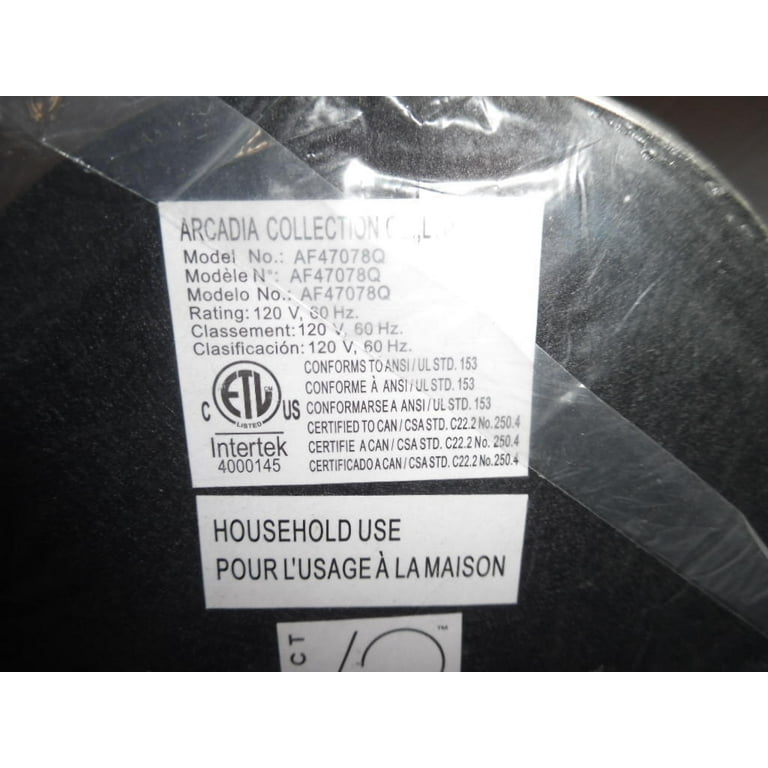 ARCADIA COLLECTION
Model No.: AF47078Q
Modèle N°: AF47078Q
Modelo No.: AF47078Q
Rating: 120 V, 60 Hz.
Classement: 120 V, 60 Hz.
Clasificación: 120 V, 60 Hz.
CONFORMS TO ANSI / UL STD. 153
CONFORME À ANSI / UL STD. 153
CONFORMARSE A ANSI / UL STD. 153
CERTIFIED TO CAN / CSA STD. C22.2 No. 250.4
CERTIFIE A CAN / CSA STD. C22.2 No. 250.4
CERTIFICADO A CAN / CSA STD. C22.2 No. 250.4
C ETL US
LISTED
Intertek
4000145
HOUSEHOLD USE
POUR L'USAGE À LA MAISON
CT
TM